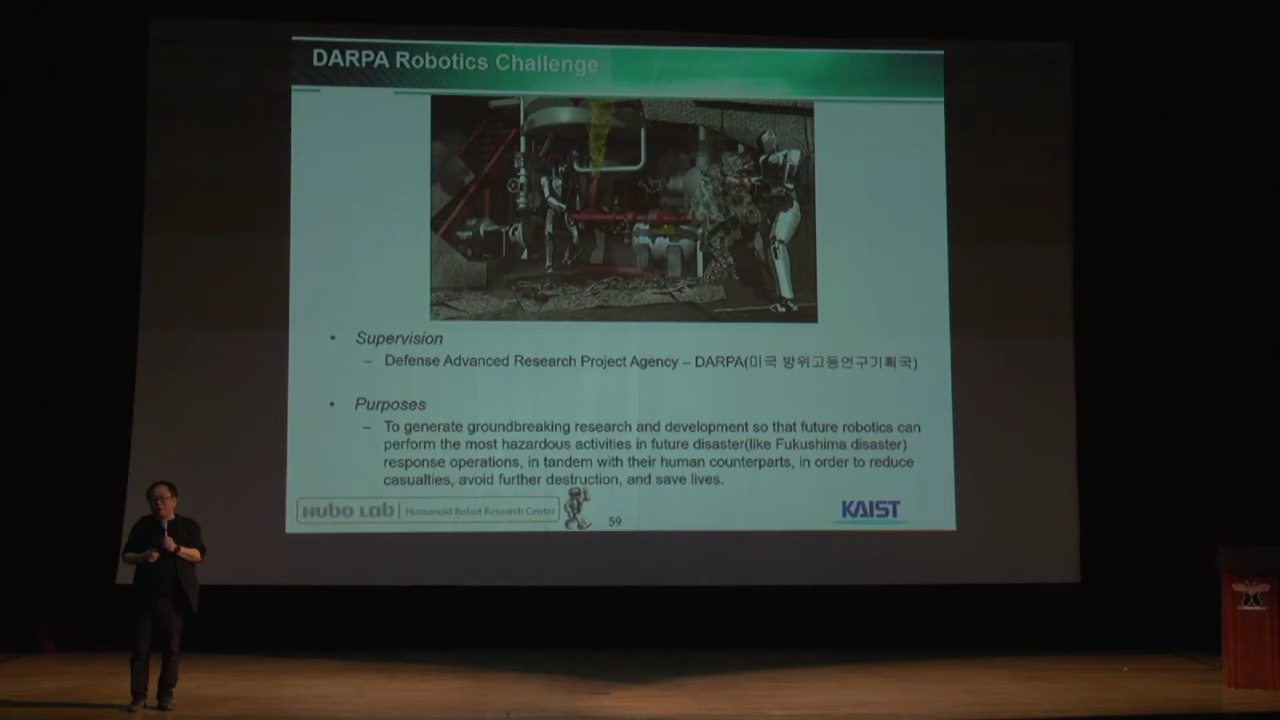 DARPA Robotics Challenge
• Supervision
– Defense Advanced Research Project Agency – DARPA(미국 방위고등연구기획국)
• Purposes
– To generate groundbreaking research and development so that future robotics can
perform the most hazardous activities in future disaster(like Fukushima disaster)
response operations, in tandem with their human counterparts, in order to reduce
casualties, avoid further destruction, and save lives.
Hubo Lab | Humanoid Robot Research Center
59
KAIST